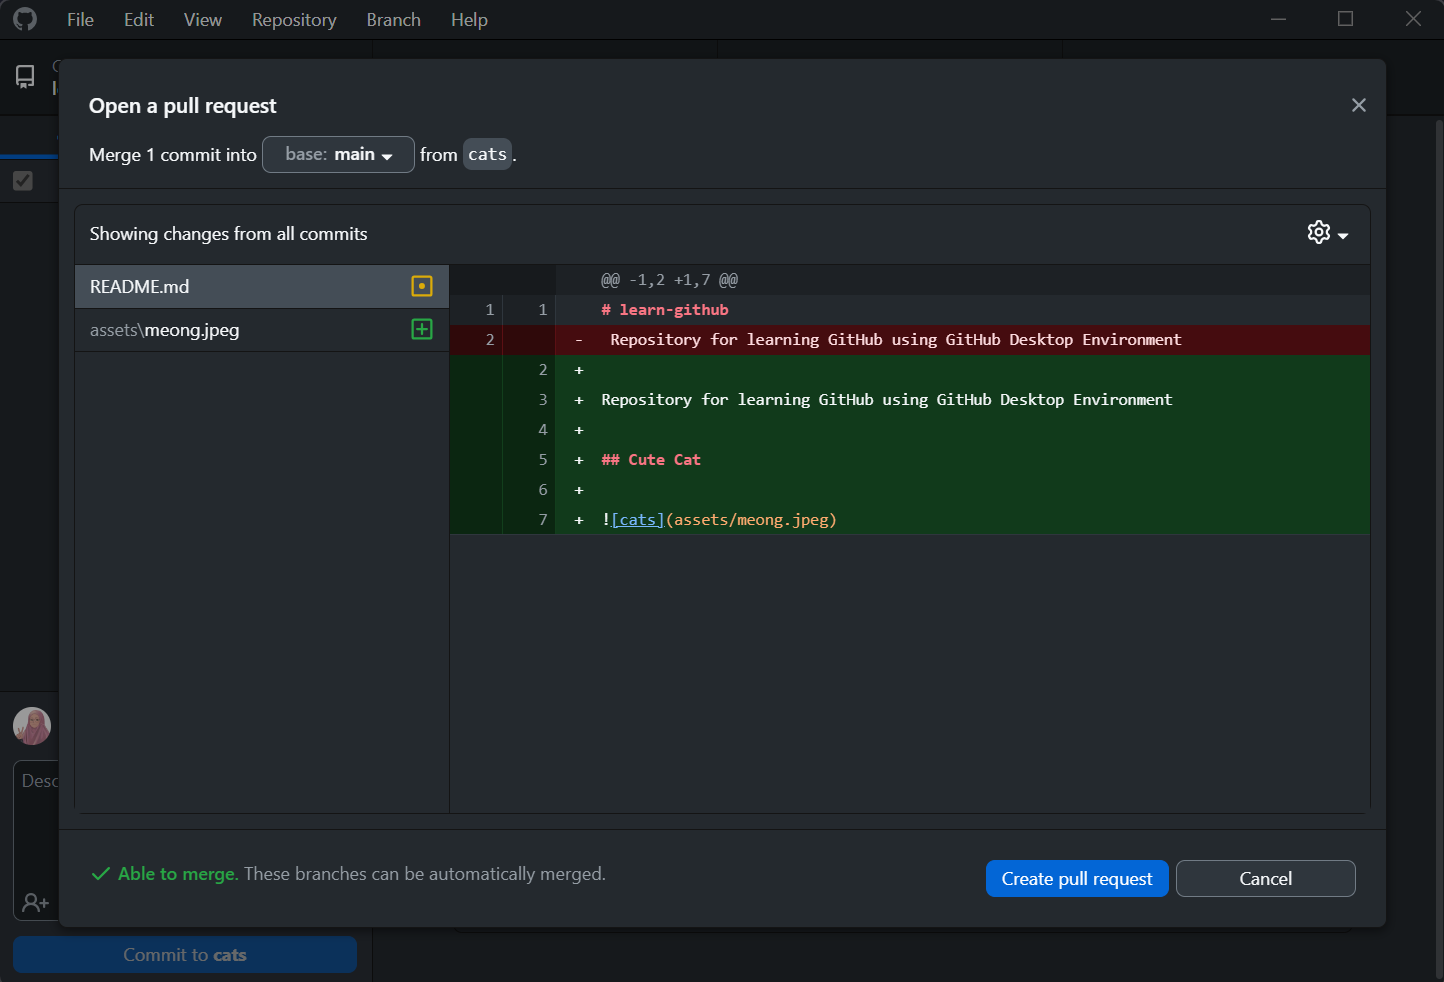 File Edit View Repository Branch Help
Open a pull request
Merge 1 commit into base: main from cats.
Showing changes from all commits
README.md
assets\meong.jpeg
@@ -1,2 +1,7 @@
1 1 # learn-github
2 - Repository for learning GitHub using GitHub Desktop Environment
2 +
3 + Repository for learning GitHub using GitHub Desktop Environment
4 +
5 + ## Cute Cat
6 +
7 + ![cats](assets/meong.jpeg)
Desc
Able to merge. These branches can be automatically merged.
Create pull request Cancel
Commit to cats